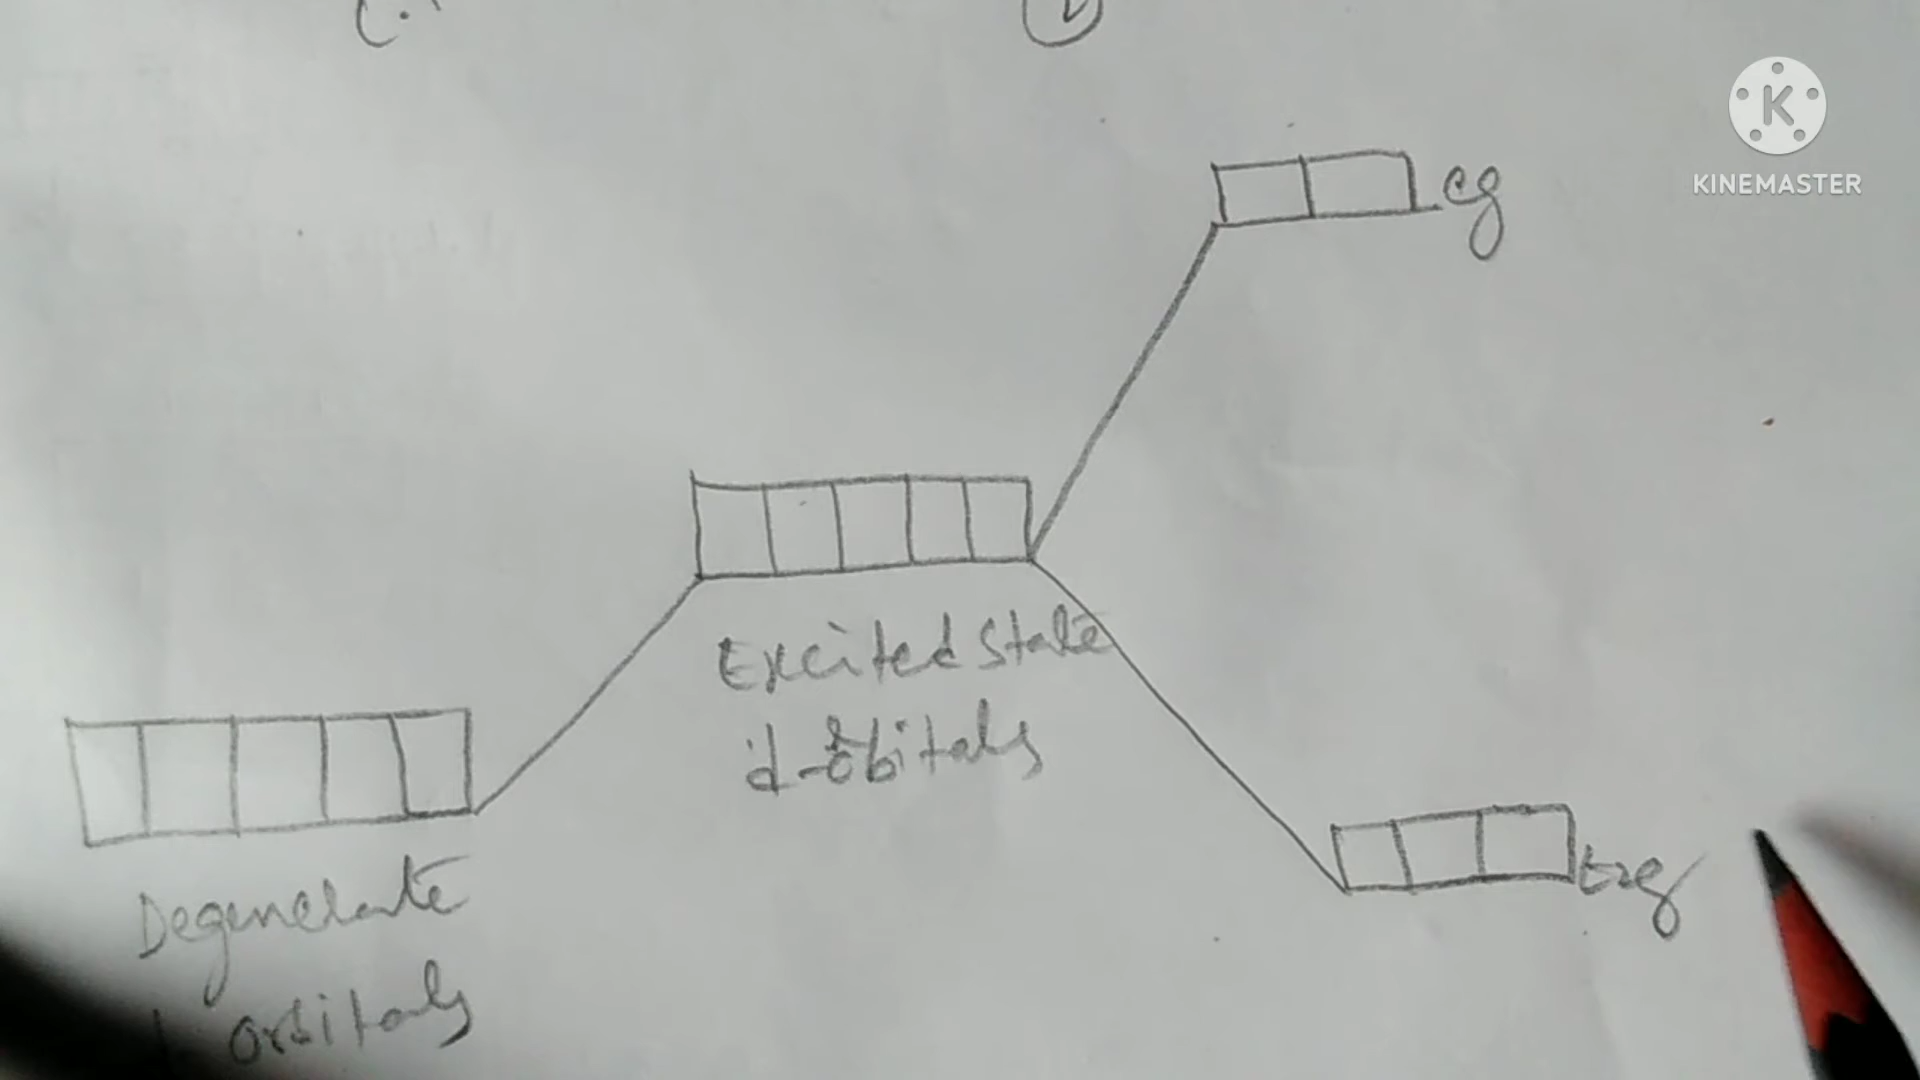 KINEMASTER
eg
Excited state
d-orbitals
t2g
Degenerate
orbitals